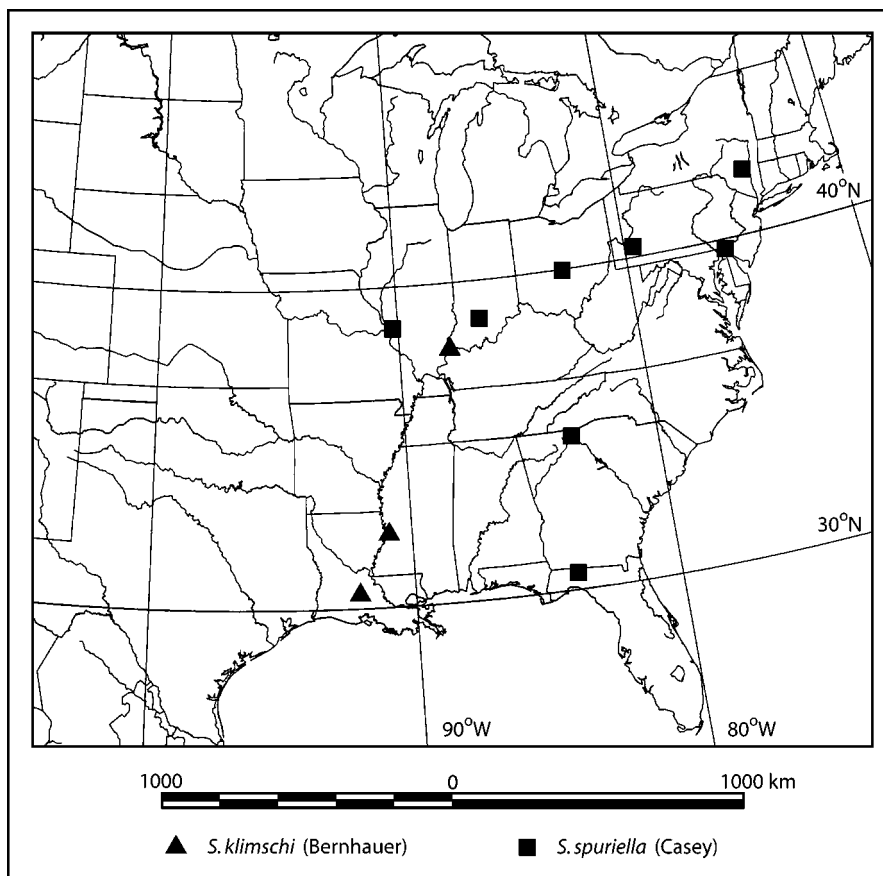 40°N
30°N
90°W 80°W
1000 0 1000 km
S. klimschi (Bernhauer) S. spuriella (Casey)